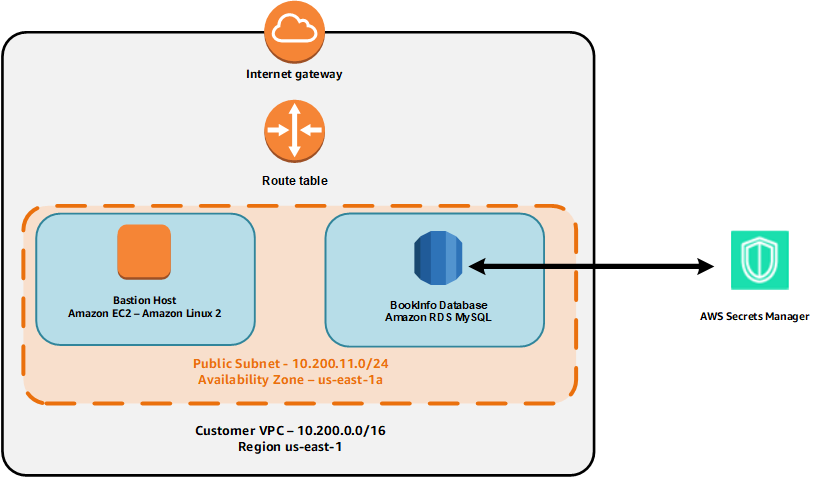 Internet gateway
Route table
Bastion Host
Amazon EC2 – Amazon Linux 2
BookInfo Database
Amazon RDS MySQL
AWS Secrets Manager
Public Subnet - 10.200.11.0/24
Availability Zone – us-east-1a
Customer VPC – 10.200.0.0/16
Region us-east-1